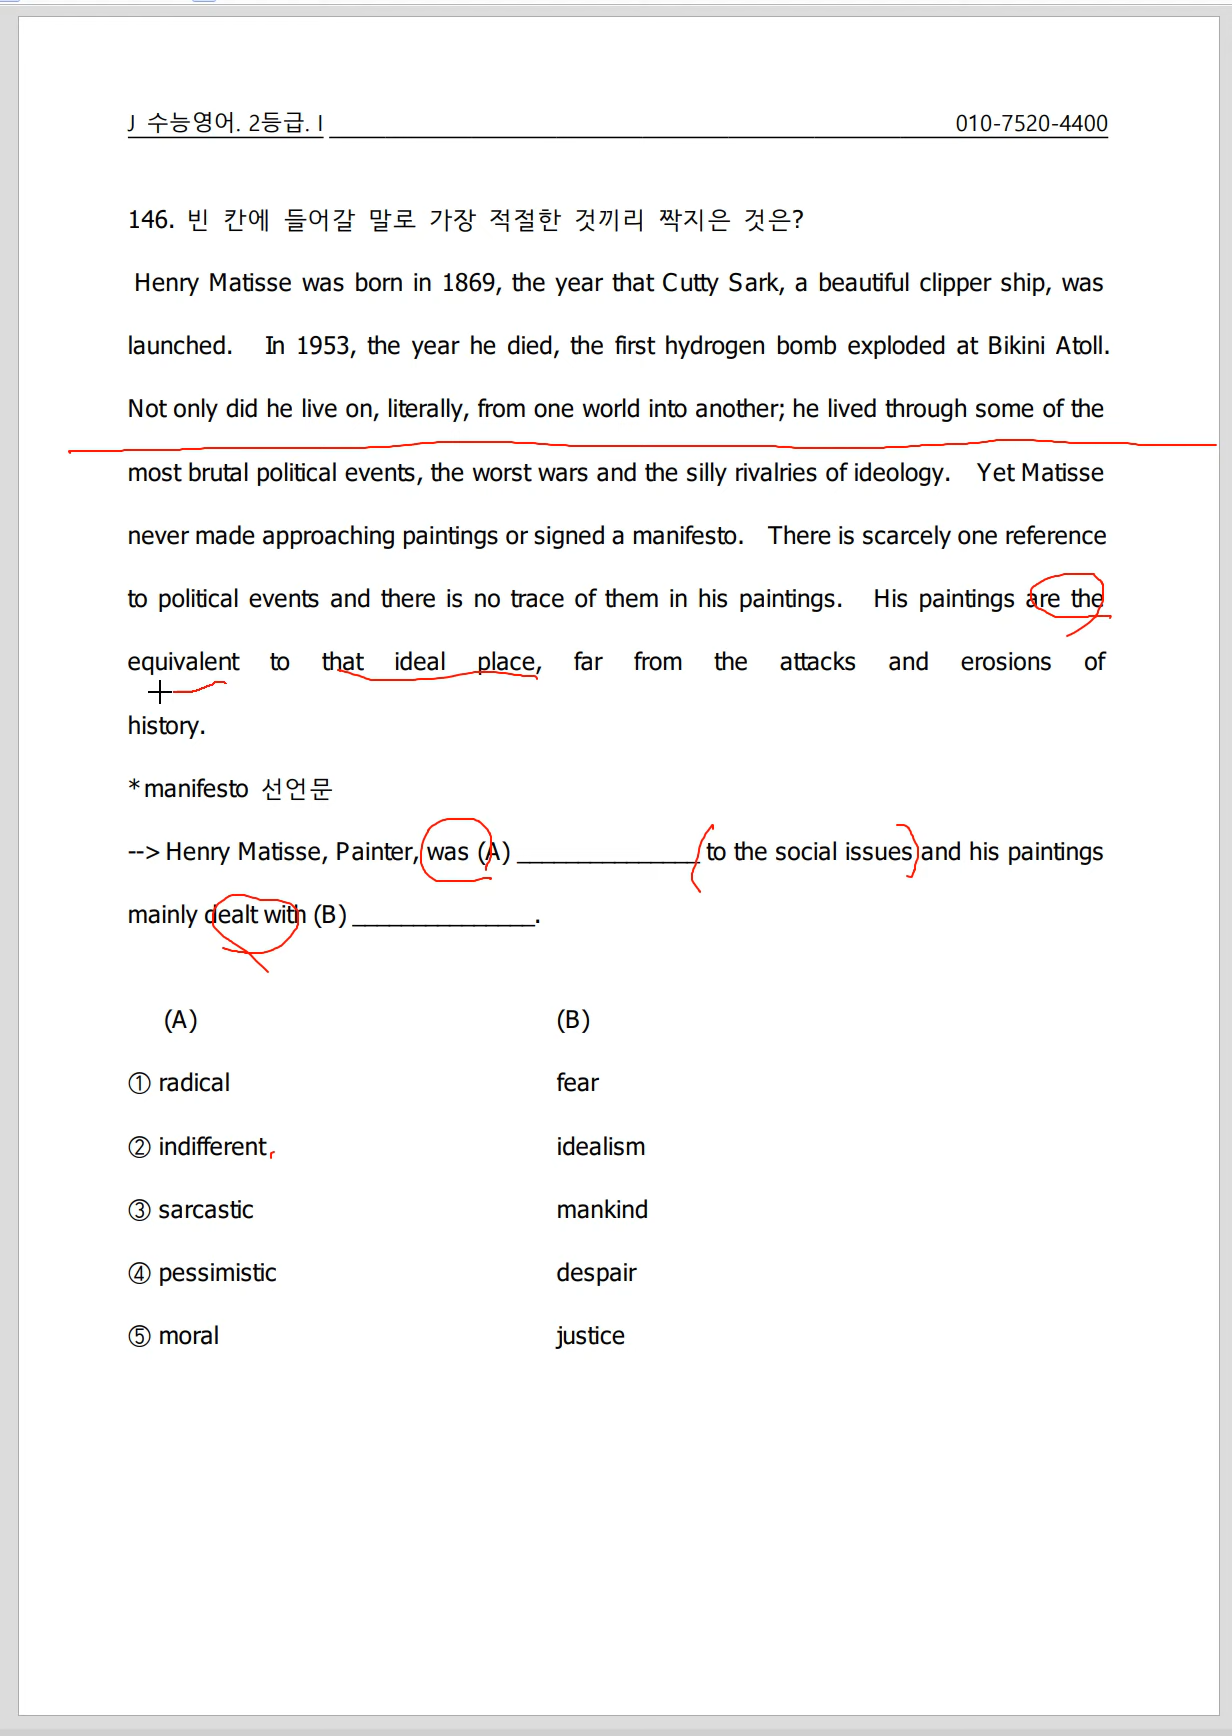 J 수능영어. 2등급. I 010-7520-4400
146. 빈 칸에 들어갈 말로 가장 적절한 것끼리 짝지은 것은?
Henry Matisse was born in 1869, the year that Cutty Sark, a beautiful clipper ship, was
launched. In 1953, the year he died, the first hydrogen bomb exploded at Bikini Atoll.
Not only did he live on, literally, from one world into another; he lived through some of the
most brutal political events, the worst wars and the silly rivalries of ideology. Yet Matisse
never made approaching paintings or signed a manifesto. There is scarcely one reference
to political events and there is no trace of them in his paintings. His paintings are the
equivalent to that ideal place, far from the attacks and erosions of
history.
*manifesto 선언문
--> Henry Matisse, Painter, was (A) _______________ to the social issues and his paintings
mainly dealt with (B) _______________.
(A) (B)
① radical fear
② indifferent idealism
③ sarcastic mankind
④ pessimistic despair
⑤ moral justice